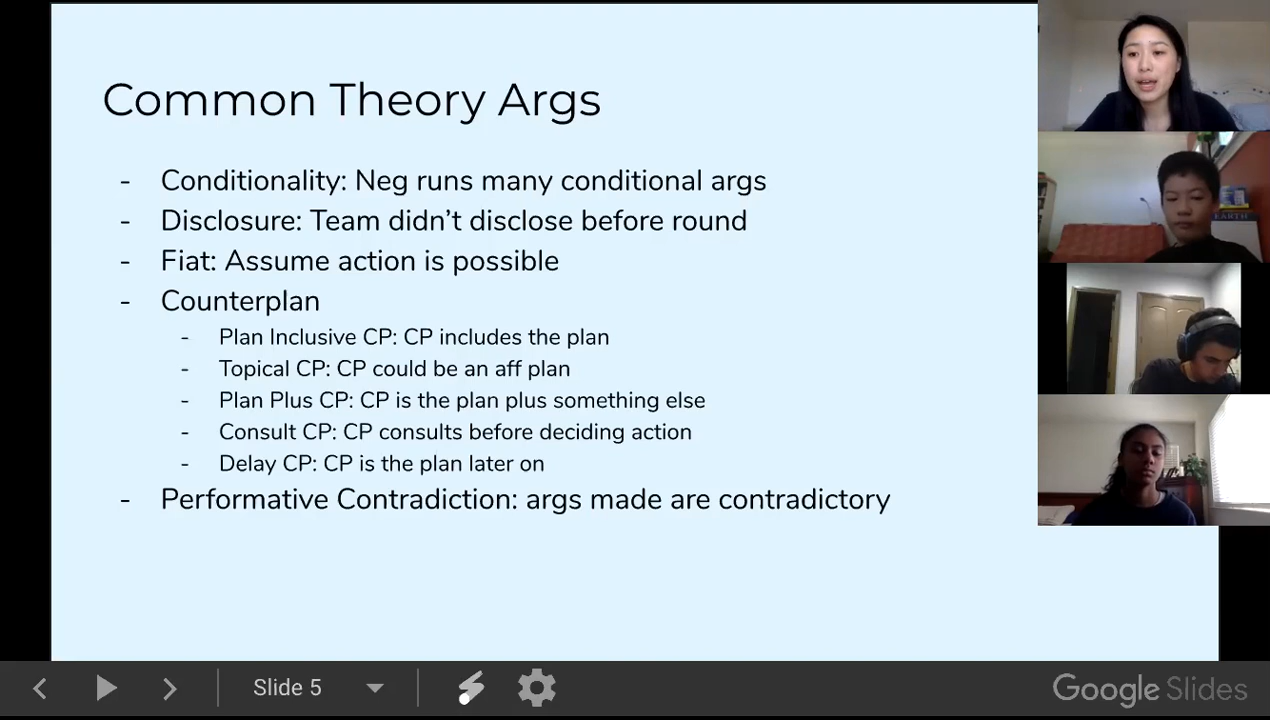 Common Theory Args
- Conditionality: Neg runs many conditional args
- Disclosure: Team didn't disclose before round
- Fiat: Assume action is possible
- Counterplan
- Plan Inclusive CP: CP includes the plan
- Topical CP: CP could be an aff plan
- Plan Plus CP: CP is the plan plus something else
- Consult CP: CP consults before deciding action
- Delay CP: CP is the plan later on
- Performative Contradiction: args made are contradictory
EARTH
Slide 5
Google Slides